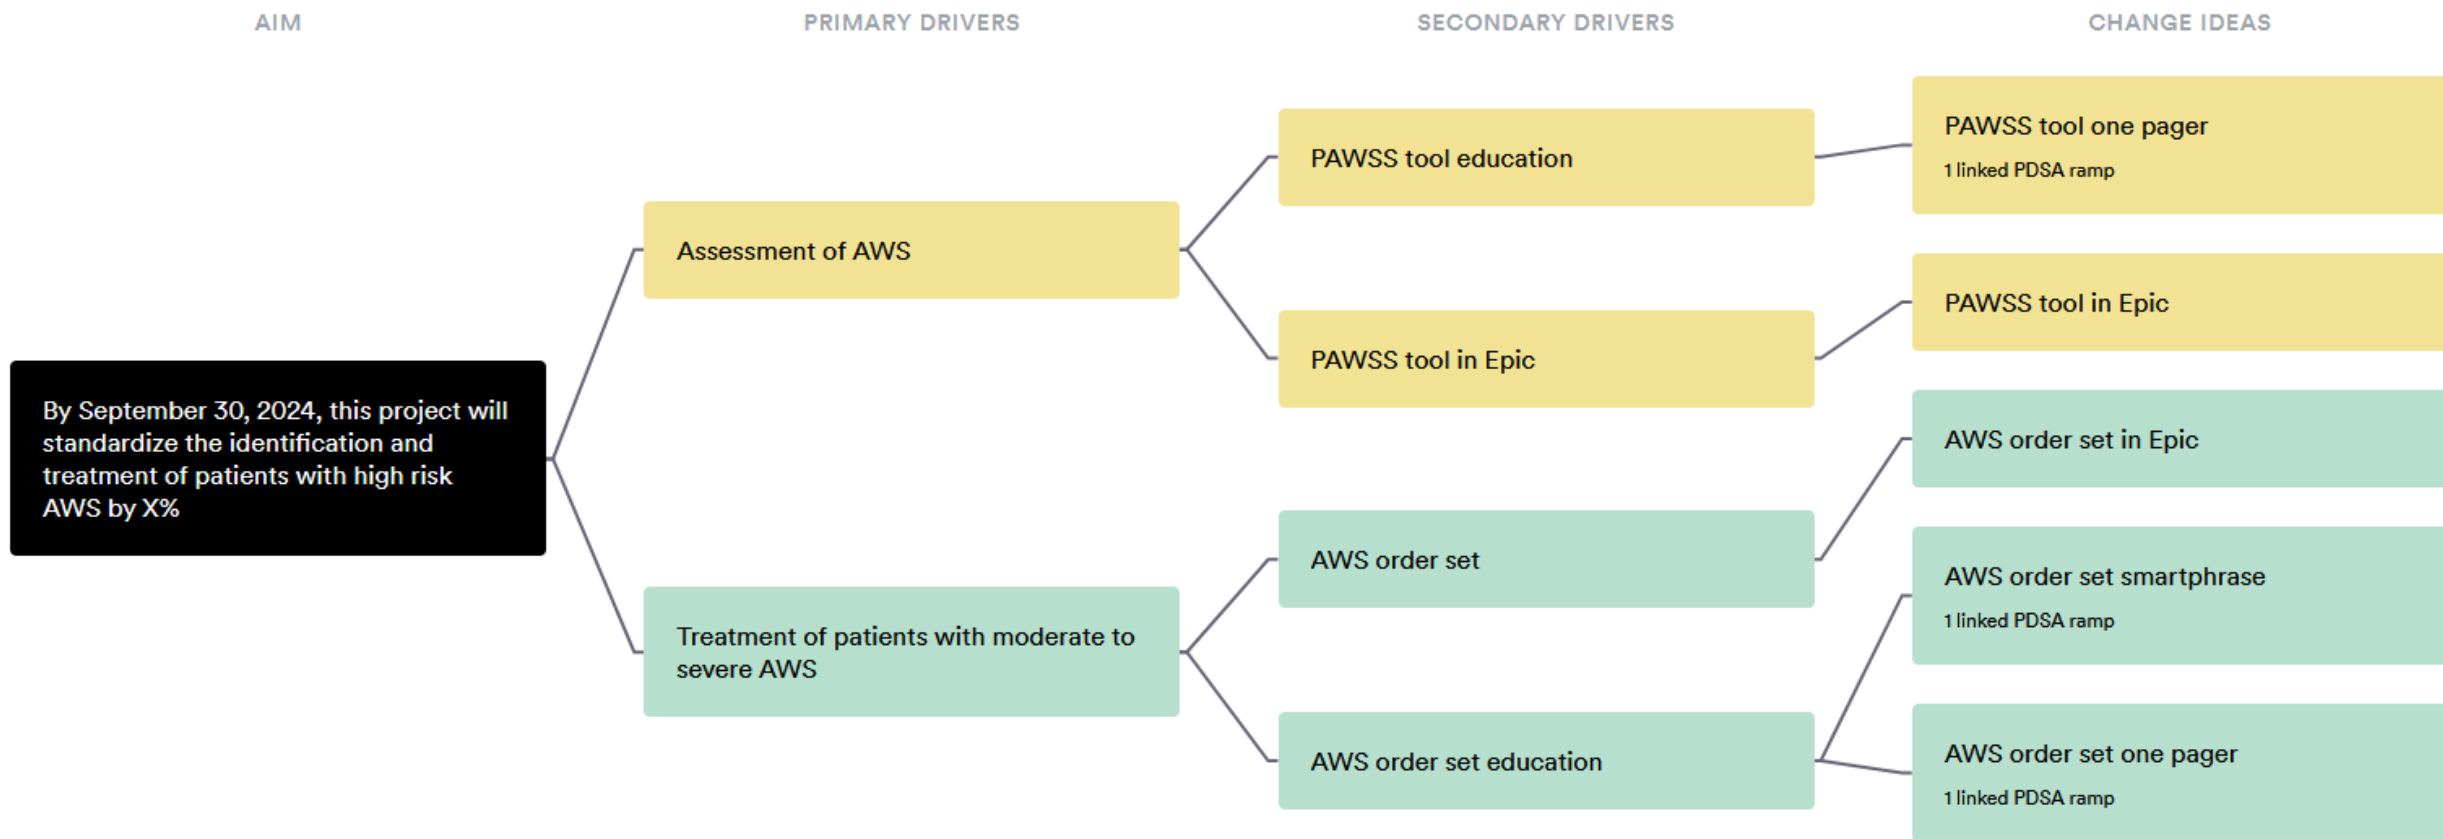 AIM
PRIMARY DRIVERS
SECONDARY DRIVERS
CHANGE IDEAS
By September 30, 2024, this project will
standardize the identification and
treatment of patients with high risk
AWS by X%
Assessment of AWS
Treatment of patients with moderate to
severe AWS
PAWSS tool education
PAWSS tool in Epic
AWS order set
AWS order set education
PAWSS tool one pager
1 linked PDSA ramp
PAWSS tool in Epic
AWS order set in Epic
AWS order set smartphrase
1 linked PDSA ramp
AWS order set one pager
1 linked PDSA ramp